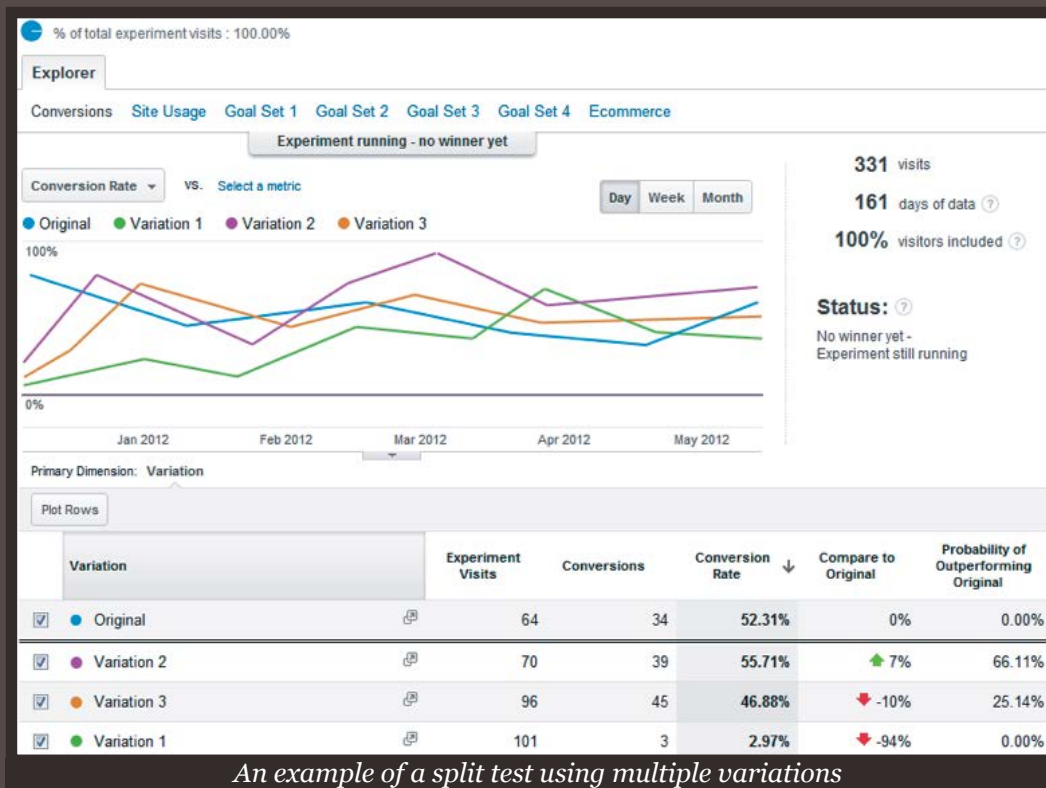 % of total experiment visits : 100.00%
Explorer
Conversions Site Usage Goal Set 1 Goal Set 2 Goal Set 3 Goal Set 4 Ecommerce
Experiment running - no winner yet
Conversion Rate vs. Select a metric
Day Week Month
Original Variation 1 Variation 2 Variation 3
100%
0%
Jan 2012 Feb 2012 Mar 2012 Apr 2012 May 2012
331 visits
161 days of data ?
100% visitors included ?
Status: ?
No winner yet -
Experiment still running
Primary Dimension: Variation
Plot Rows
Variation Experiment Visits Conversions Conversion Rate Compare to Original Probability of Outperforming Original
Original 64 34 52.31% 0% 0.00%
Variation 2 70 39 55.71% 7% 66.11%
Variation 3 96 45 46.88% -10% 25.14%
Variation 1 101 3 2.97% -94% 0.00%
An example of a split test using multiple variations